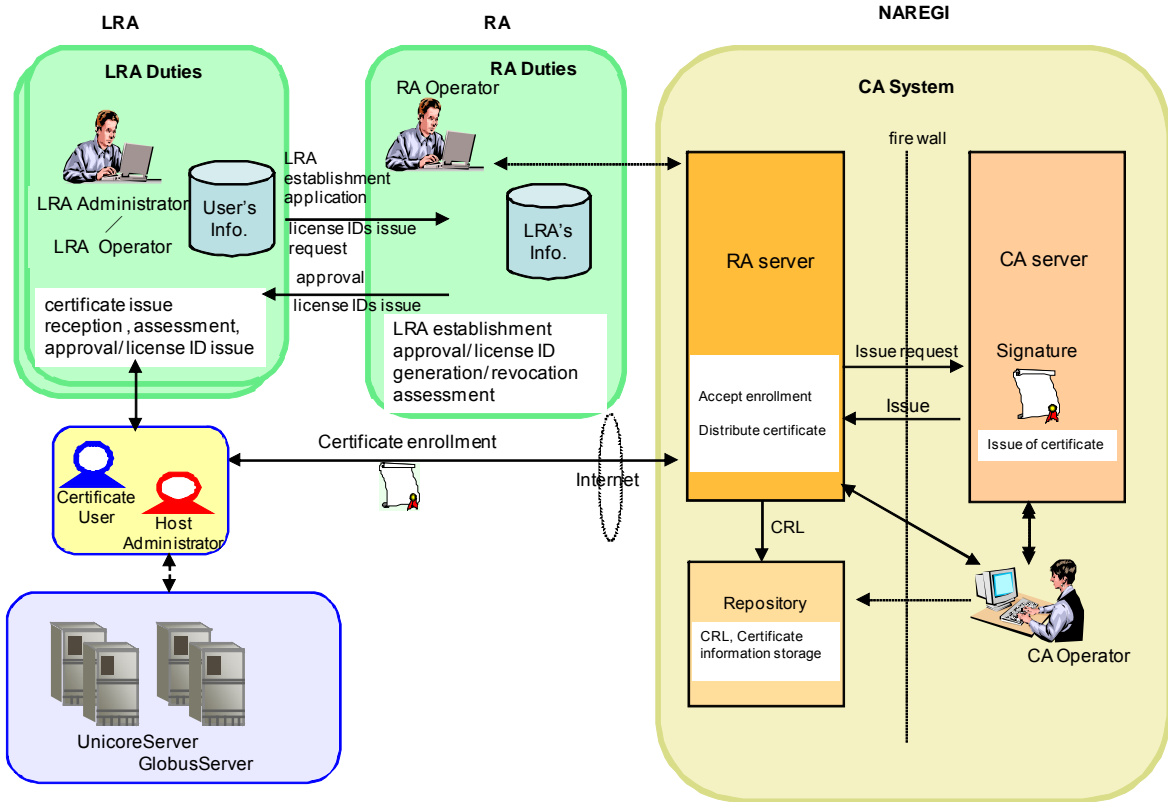 LRA
RA
NAREGI
LRA Duties
LRA Administrator
LRA Operator
User's
Info.
certificate issue
reception , assessment,
approval/ license ID issue
LRA
establishment
application
license IDs issue
request
approval
license IDs issue
RA Duties
RA Operator
LRA's
Info.
LRA establishment
approval/ license ID
generation/ revocation
assessment
CA System
fire wall
RA server
Accept enrollment
Distribute certificate
CA server
Issue request
Signature
Issue
Issue of certificate
Certificate
User
Host
Administrator
Certificate enrollment
Internet
CRL
Repository
CRL, Certificate
information storage
CA Operator
UnicoreServer
GlobusServer